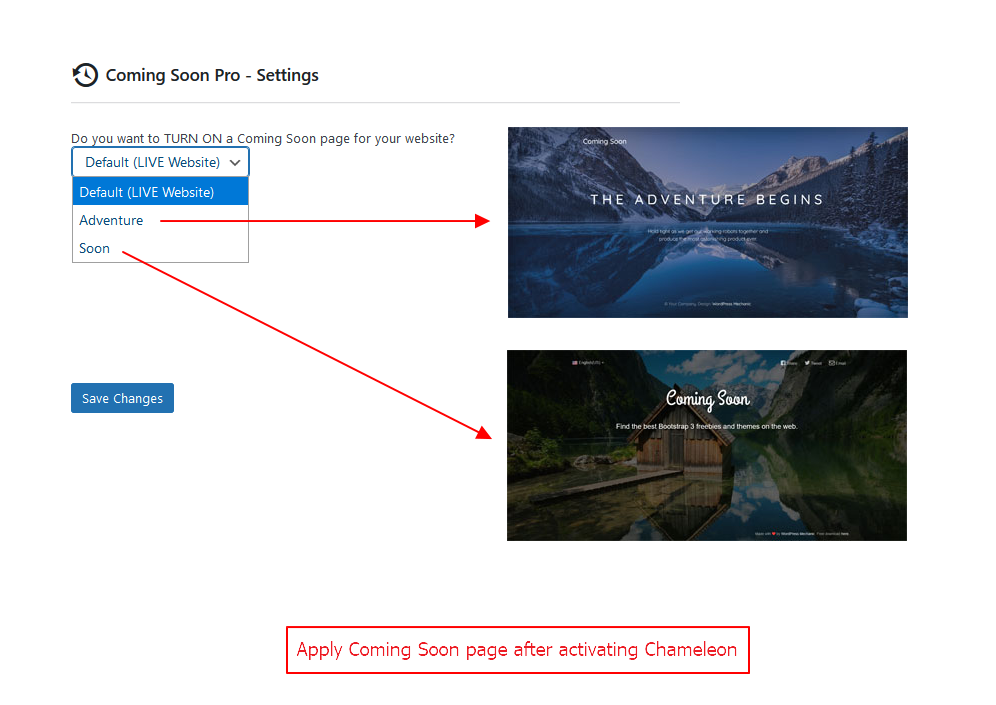 Coming Soon Pro - Settings
Do you want to TURN ON a Coming Soon page for your website?
Default (LIVE Website)
Default (LIVE Website)
Adventure
Soon
Save Changes
Coming Soon
THE ADVENTURE BEGINS
Hold tight as we get our working robots together and
produce the most astonishing product ever.
© Your Company. Design: WordPress Mechanic
English(US)
Share
Tweet
Email
Coming Soon
Find the best Bootstrap 3 freebies and themes on the web.
Made with ❤ by WordPress Mechanic. Free download here.
Apply Coming Soon page after activating Chameleon